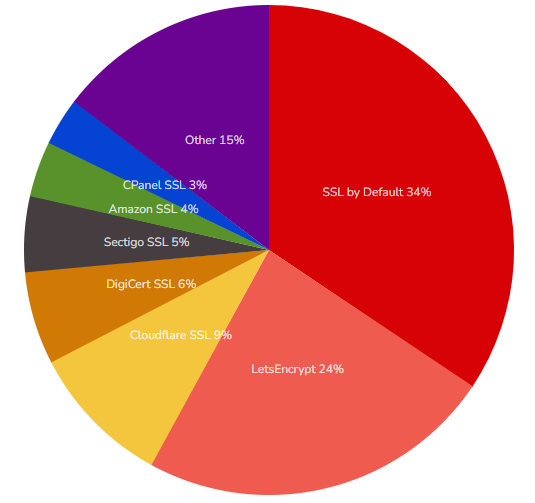 Other 15%
CPanel SSL 3%
SSL by Default 34%
Amazon SSL 4%
Sectigo SSL 5%
DigiCert SSL 6%
Cloudflare SSL 9%
LetsEncrypt 24%